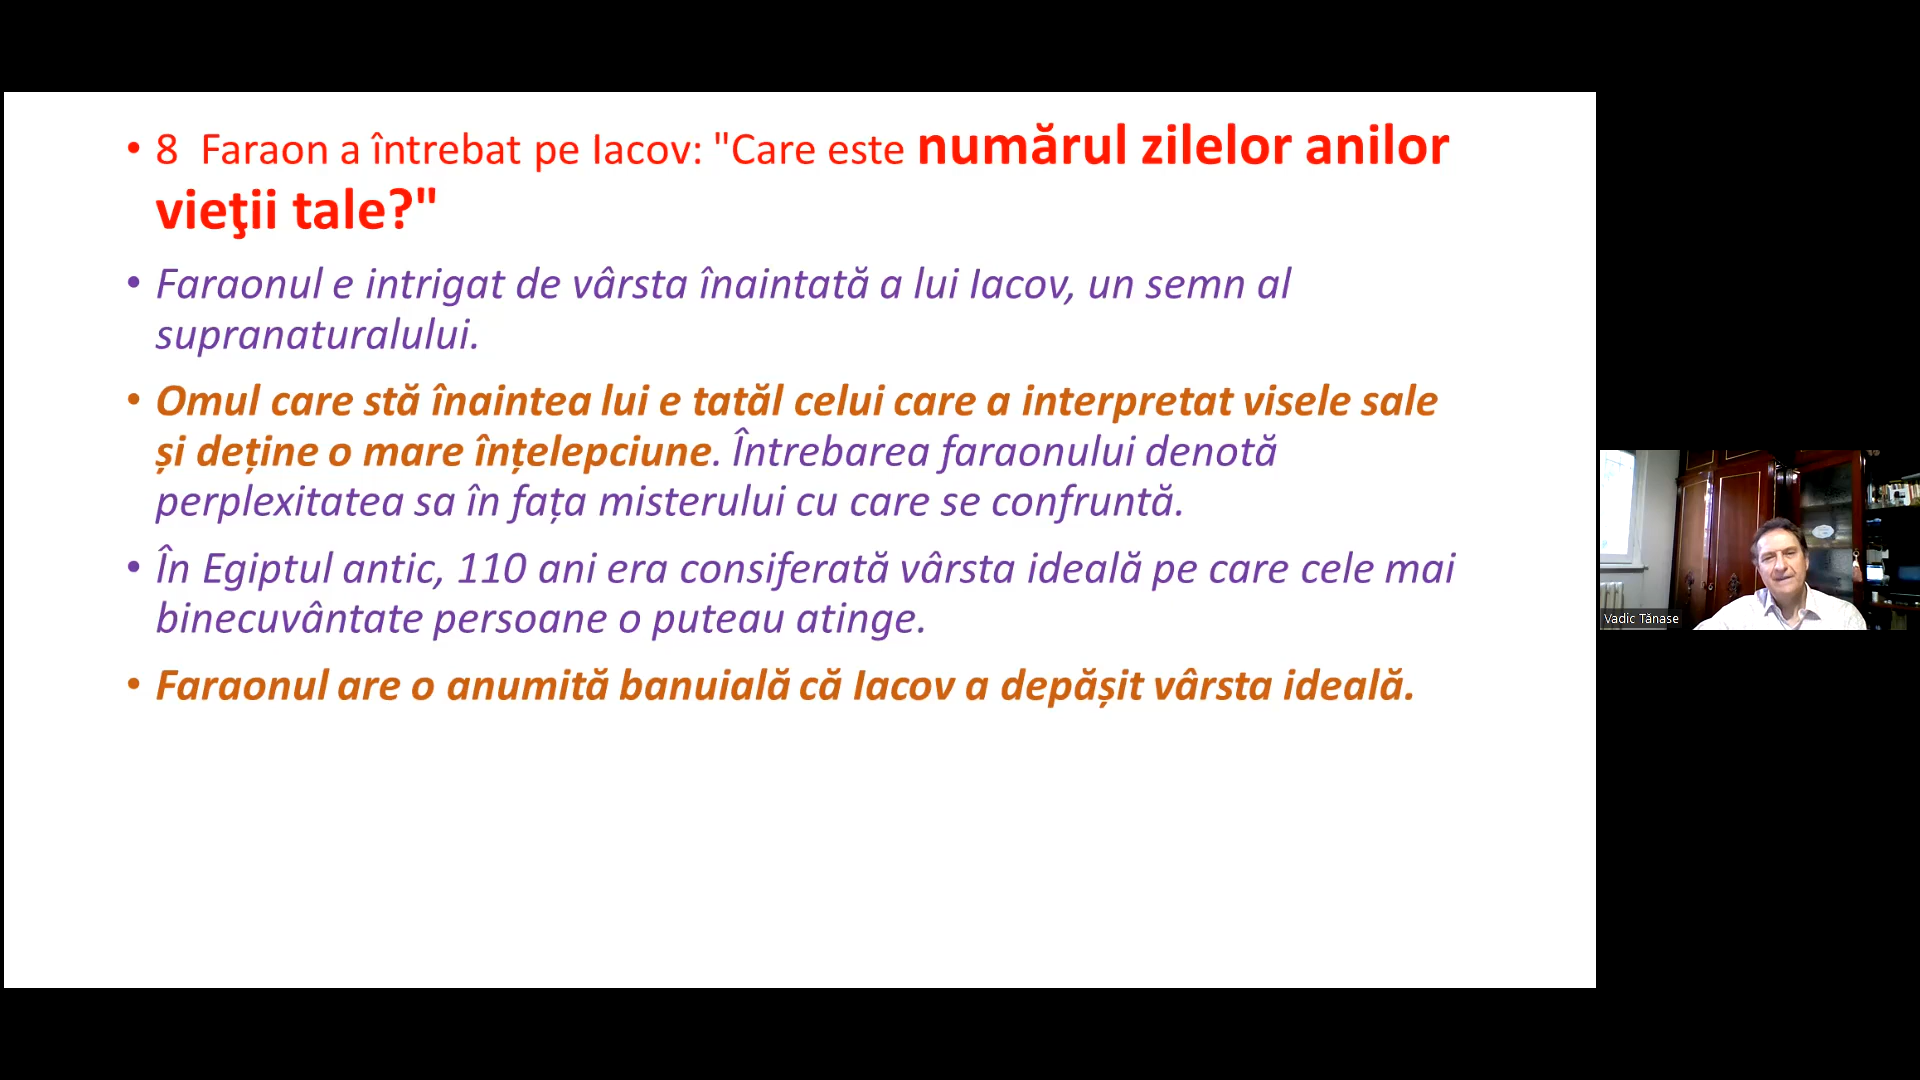 • 8  Faraon a întrebat pe Iacov: "Care este numărul zilelor anilor
vieţii tale?"
• Faraonul e intrigat de vârsta înaintată a lui Iacov, un semn al
supranaturalului.
• Omul care stă înaintea lui e tatăl celui care a interpretat visele sale
și deține o mare înțelepciune. Întrebarea faraonului denotă
perplexitatea sa în fața misterului cu care se confruntă.
• În Egiptul antic, 110 ani era consiferată vârsta ideală pe care cele mai
binecuvântate persoane o puteau atinge.
• Faraonul are o anumită banuială că Iacov a depășit vârsta ideală.
Vadic Tănase